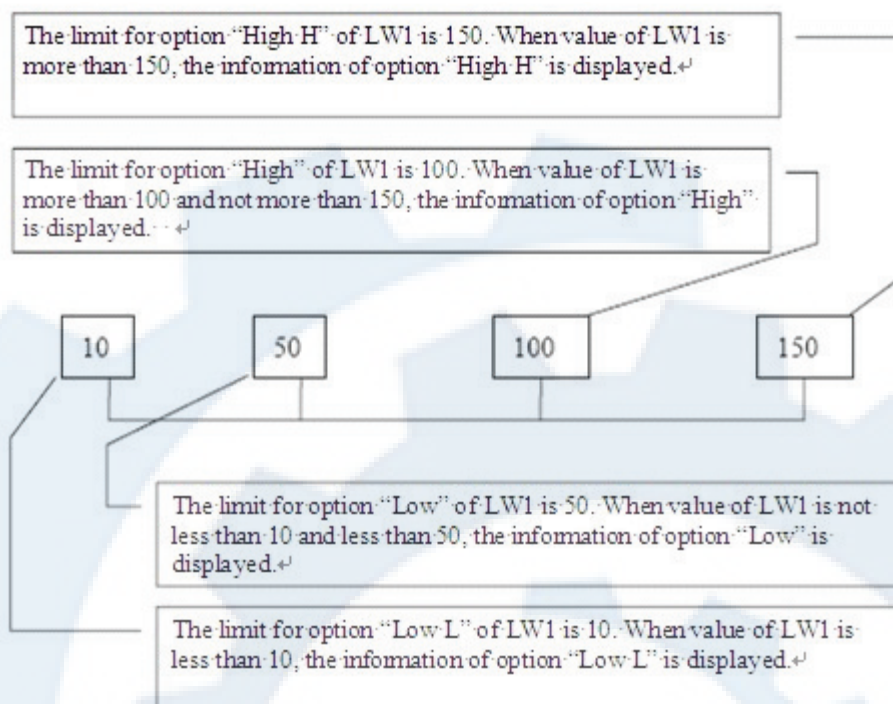 The limit for option “High H” of LW1 is 150. When value of LW1 is
more than 150, the information of option “High H” is displayed.↵
The limit for option “High” of LW1 is 100. When value of LW1 is
more than 100 and not more than 150, the information of option “High”
is displayed. ↵
10 50 100 150
The limit for option “Low” of LW1 is 50. When value of LW1 is not
less than 10 and less than 50, the information of option “Low” is
displayed.↵
The limit for option “Low L” of LW1 is 10. When value of LW1 is
less than 10, the information of option “Low L” is displayed.↵